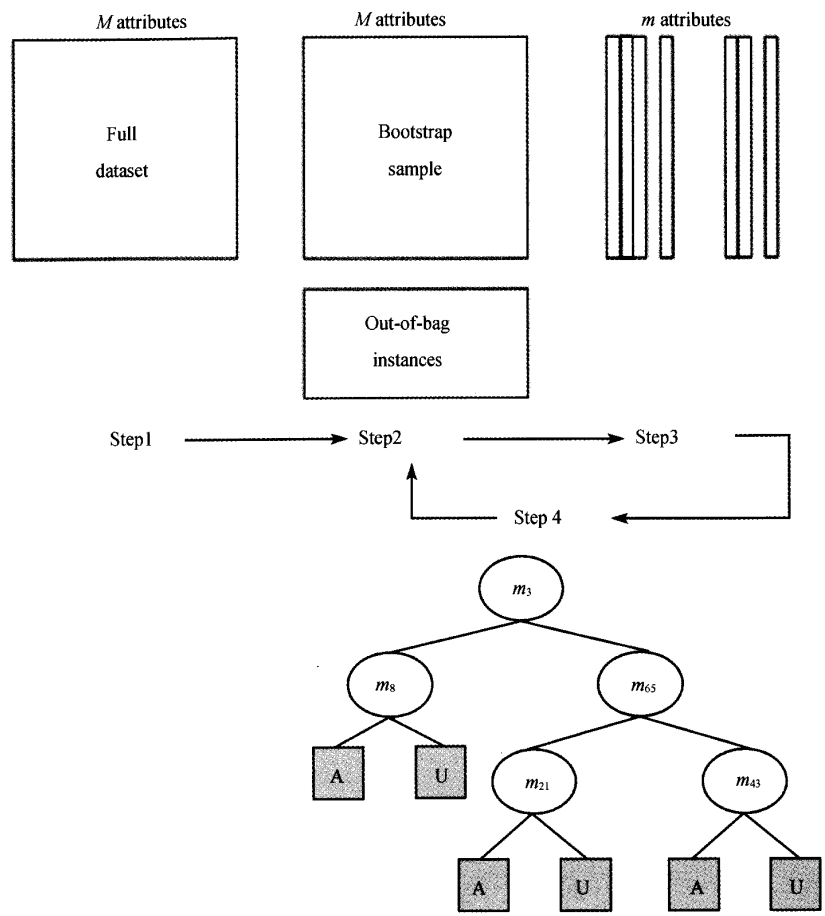 M attributes
M attributes
m attributes
Full
dataset
Bootstrap
sample
Out-of-bag
instances
Step1
Step2
Step3
Step 4
m3
m8
m65
A
U
m21
m43
A
U
A
U